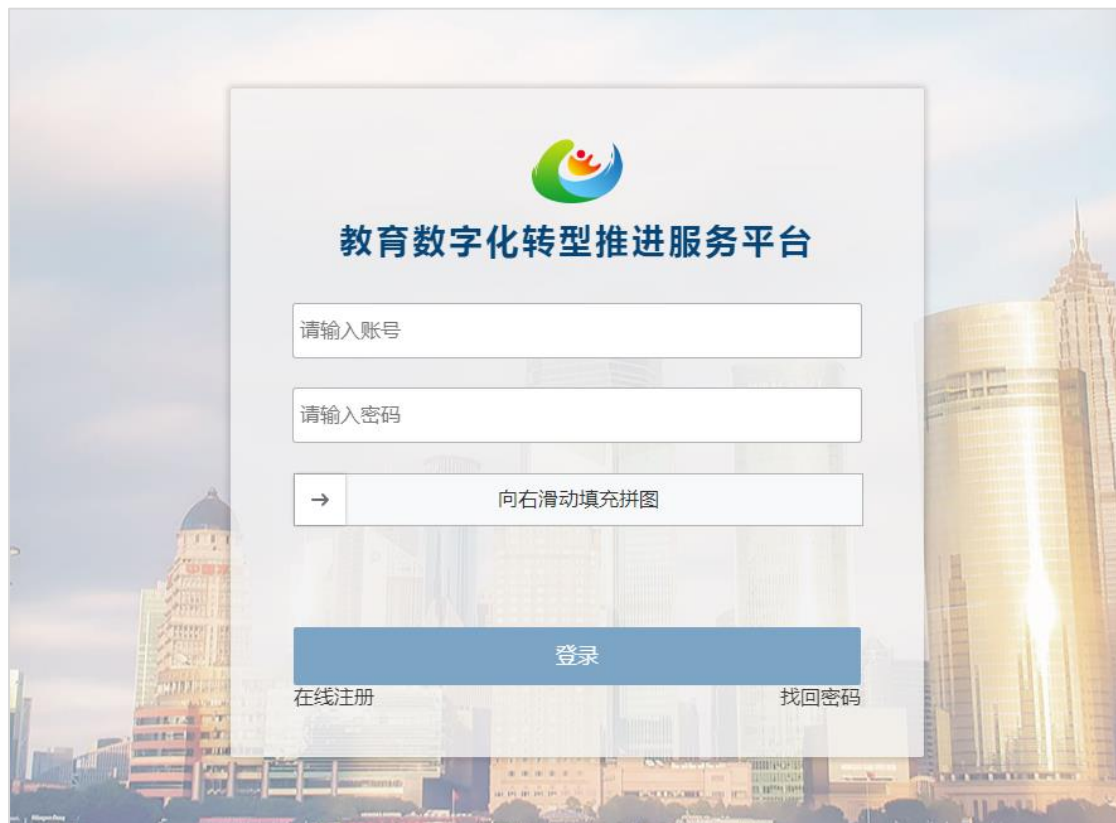 教育数字化转型推进服务平台
请输入账号
请输入密码
→ 向右滑动填充拼图
登录
在线注册 找回密码